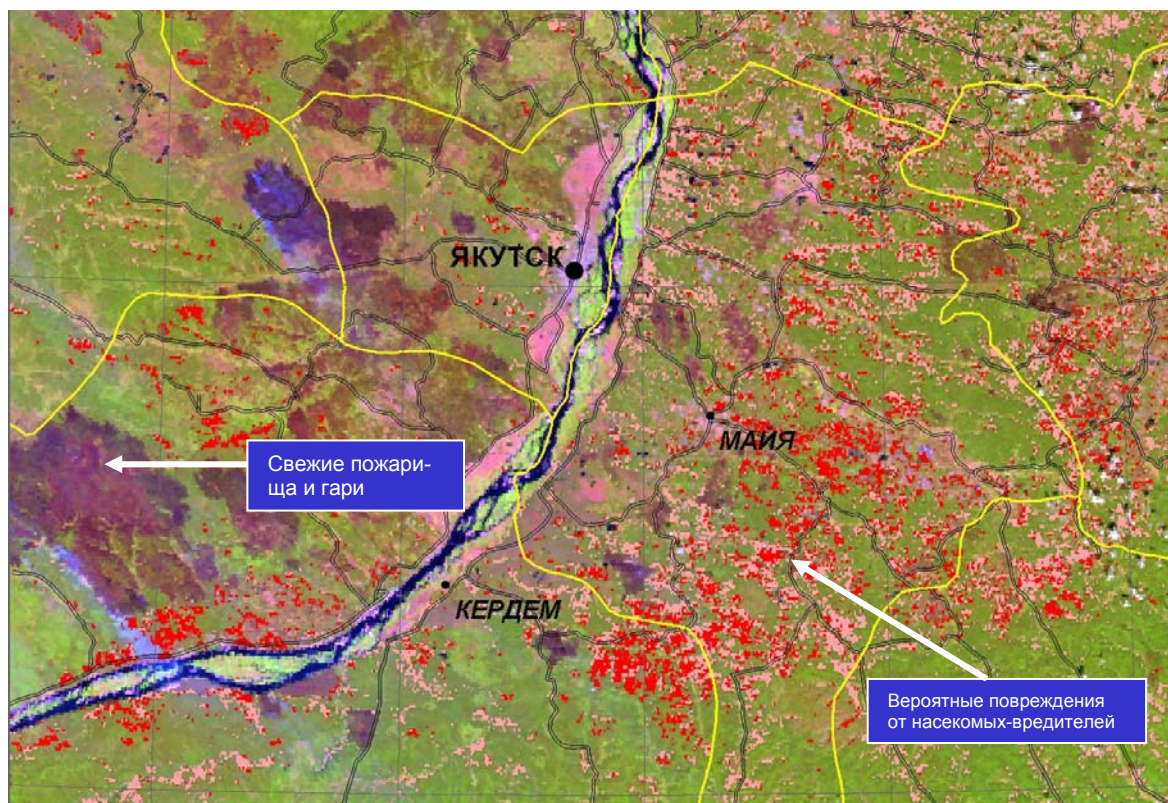 ЯКУТСК
МАЙЯ
Свежие пожари-
ща и гари
КЕРДЕМ
Вероятные повреждения
от насекомых-вредителей